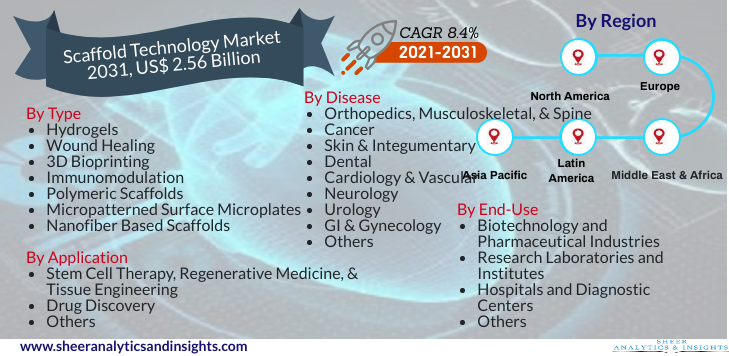 Scaffold Technology Market
2031, US$ 2.56 Billion
CAGR 8.4%
2021-2031
By Region
North America
Europe
Asia Pacific
Latin
America
Middle East & Africa
By Type
• Hydrogels
• Wound Healing
• 3D Bioprinting
• Immunomodulation
• Polymeric Scaffolds
• Micropatterned Surface Microplates
• Nanofiber Based Scaffolds
By Disease
• Orthopedics, Musculoskeletal, & Spine
• Cancer
• Skin & Integumentary
• Dental
• Cardiology & Vascular
• Neurology
• Urology
• GI & Gynecology
• Others
By Application
• Stem Cell Therapy, Regenerative Medicine, &
Tissue Engineering
• Drug Discovery
• Others
By End-Use
• Biotechnology and
Pharmaceutical Industries
• Research Laboratories and
Institutes
• Hospitals and Diagnostic
Centers
• Others
www.sheeranalyticsandinsights.com
SHEER
ANALYTICS & INSIGHTS